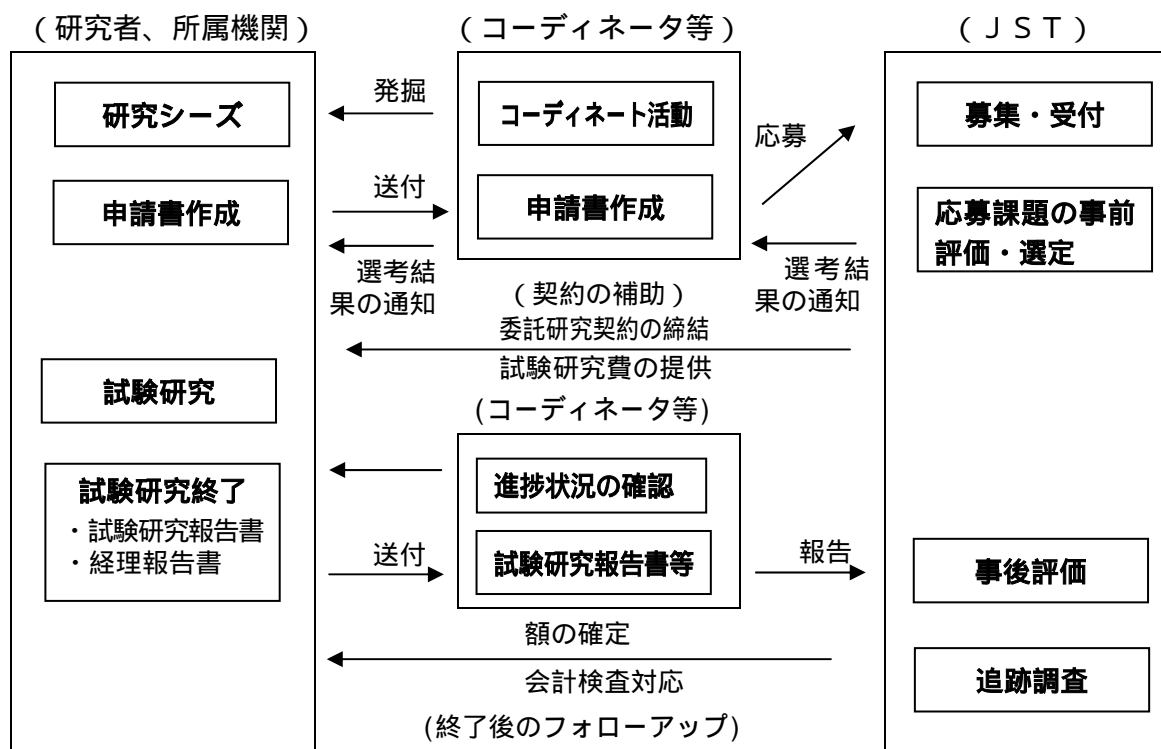 （研究者、所属機関）
（コーディネータ等）
（ＪＳＴ）
研究シーズ
発掘
コーディネート活動
応募
募集・受付
申請書作成
送付
申請書作成
応募課題の事前
評価・選定
選考結
果の通知
選考結
果の通知
（契約の補助）
委託研究契約の締結
試験研究費の提供
試験研究
(コーディネータ等)
進捗状況の確認
試験研究終了
・試験研究報告書
・経理報告書
送付
試験研究報告書等
報告
事後評価
額の確定
会計検査対応
追跡調査
(終了後のフォローアップ)